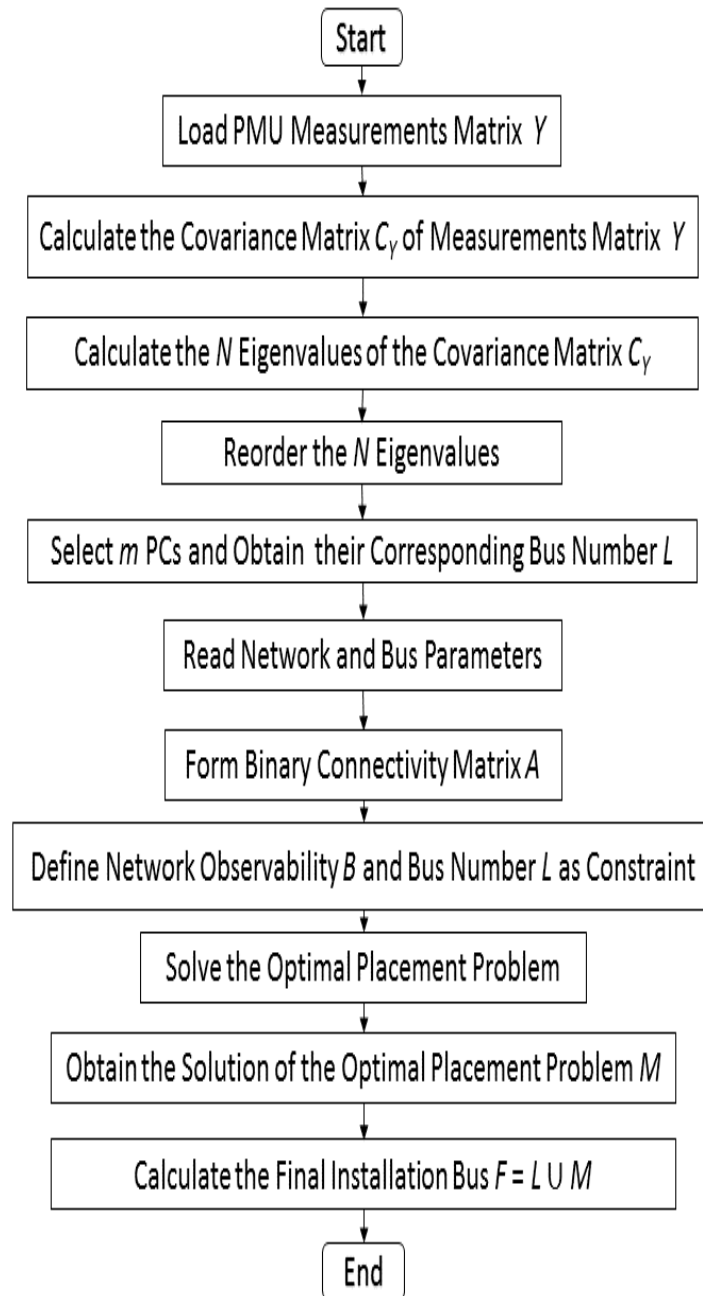 Start
Load PMU Measurements Matrix Y
Calculate the Covariance Matrix C_Y of Measurements Matrix Y
Calculate the N Eigenvalues of the Covariance Matrix C_Y
Reorder the N Eigenvalues
Select m PCs and Obtain their Corresponding Bus Number L
Read Network and Bus Parameters
Form Binary Connectivity Matrix A
Define Network Observability B and Bus Number L as Constraint
Solve the Optimal Placement Problem
Obtain the Solution of the Optimal Placement Problem M
Calculate the Final Installation Bus F = L ∪ M
End